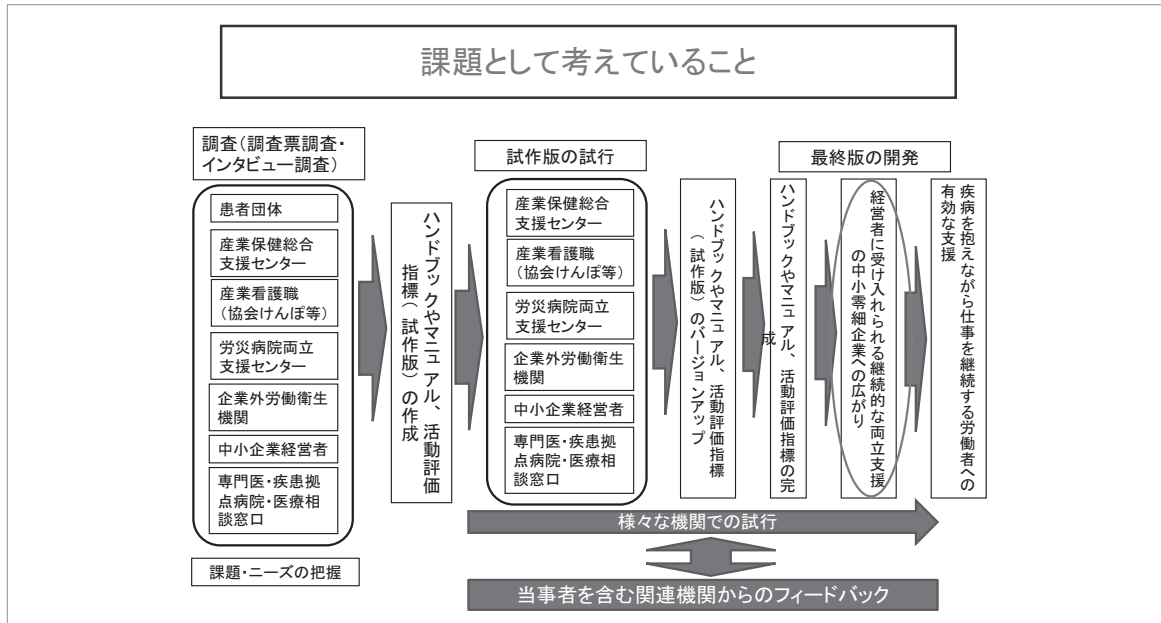 課題として考えていること
調査（調査票調査・
インタビュー調査）
患者団体
産業保健総合
支援センター
産業看護職
（協会けんぽ等）
労災病院両立
支援センター
企業外労働衛生
機関
中小企業経営者
専門医・疾患拠
点病院・医療相
談窓口
課題・ニーズの把握
ハンドブックやマニュアル、活動評価
指標（試作版）の作成
試作版の試行
産業保健総合
支援センター
産業看護職
（協会けんぽ等）
労災病院両立
支援センター
企業外労働衛生
機関
中小企業経営者
専門医・疾患拠
点病院・医療相
談窓口
ハンドブックやマニュアル、活動評価指標
（試作版）のバージョンアップ
最終版の開発
ハンドブックやマニュアル、活動評価指標の完
成
経営者に受け入れられる継続的な両立支援
の中小零細企業への広がり
疾病を抱えながら仕事を継続する労働者への
有効な支援
様々な機関での試行
当事者を含む関連機関からのフィードバック